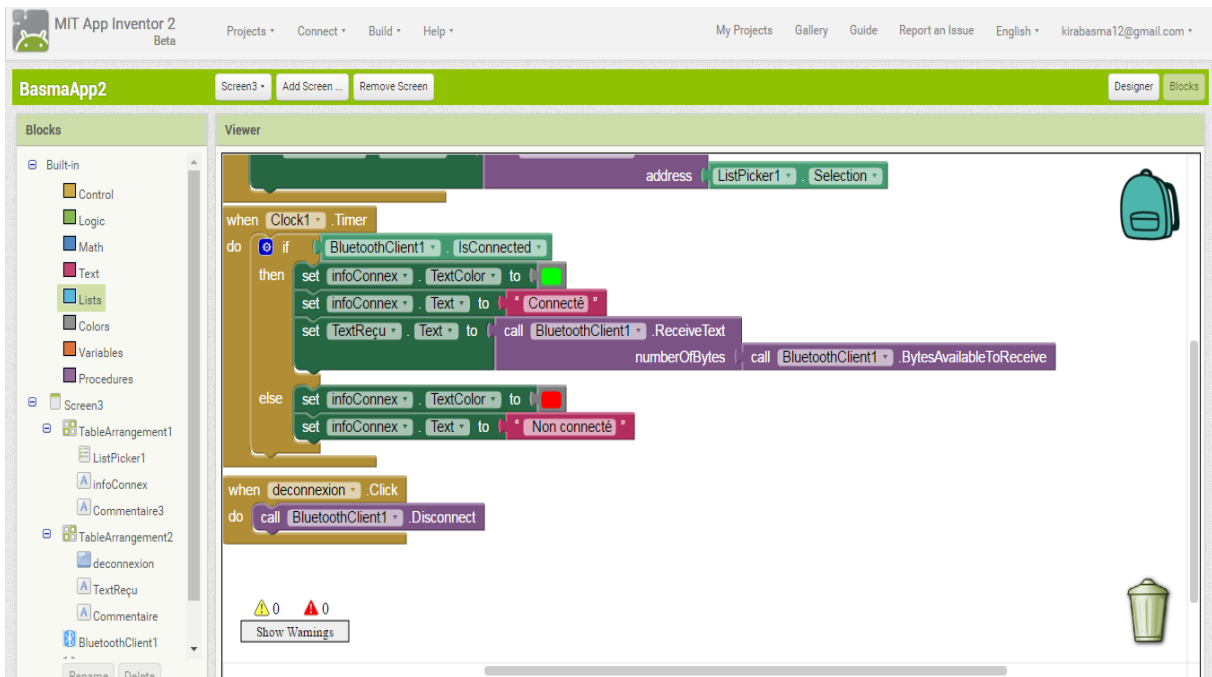 MIT App Inventor 2
Beta
Projects Connect Build Help My Projects Gallery Guide Report an Issue English kirabasma12@gmail.com
BasmaApp2 Screen3 Add Screen ... Remove Screen Designer Blocks
Blocks
Built-in
Control
Logic
Math
Text
Lists
Colors
Variables
Procedures
Screen3
TableArrangement1
ListPicker1
infoConnex
Commentaire3
TableArrangement2
deconnexion
TextReçu
Commentaire
BluetoothClient1
Rename Delete
Viewer
address ListPicker1 . Selection
when Clock1 .Timer
do if BluetoothClient1 . IsConnected
then set infoConnex . TextColor to
set infoConnex . Text to " Connecté "
set TextReçu . Text to call BluetoothClient1 .ReceiveText
numberOfBytes call BluetoothClient1 .BytesAvailableToReceive
else set infoConnex . TextColor to
set infoConnex . Text to " Non connecté "
when deconnexion .Click
do call BluetoothClient1 .Disconnect
0 0
Show Warnings